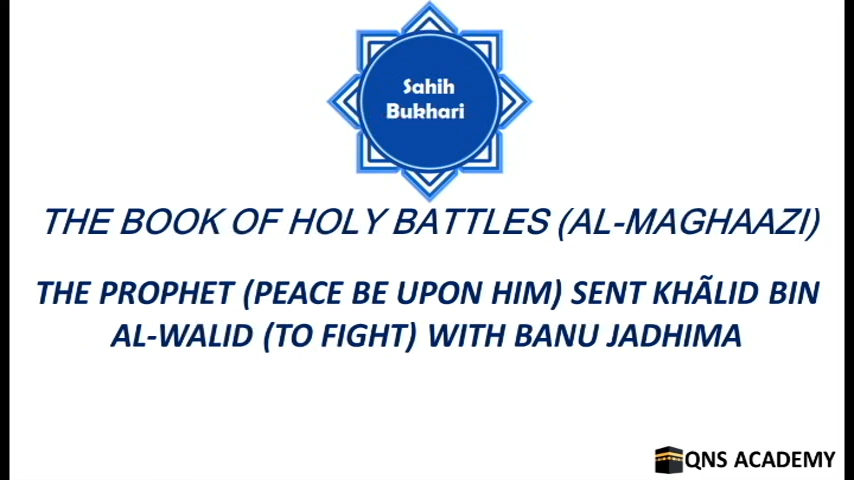 Sahih
Bukhari
THE BOOK OF HOLY BATTLES (AL-MAGHAAZI)
THE PROPHET (PEACE BE UPON HIM) SENT KHÃLID BIN
AL-WALID (TO FIGHT) WITH BANU JADHIMA
QNS ACADEMY